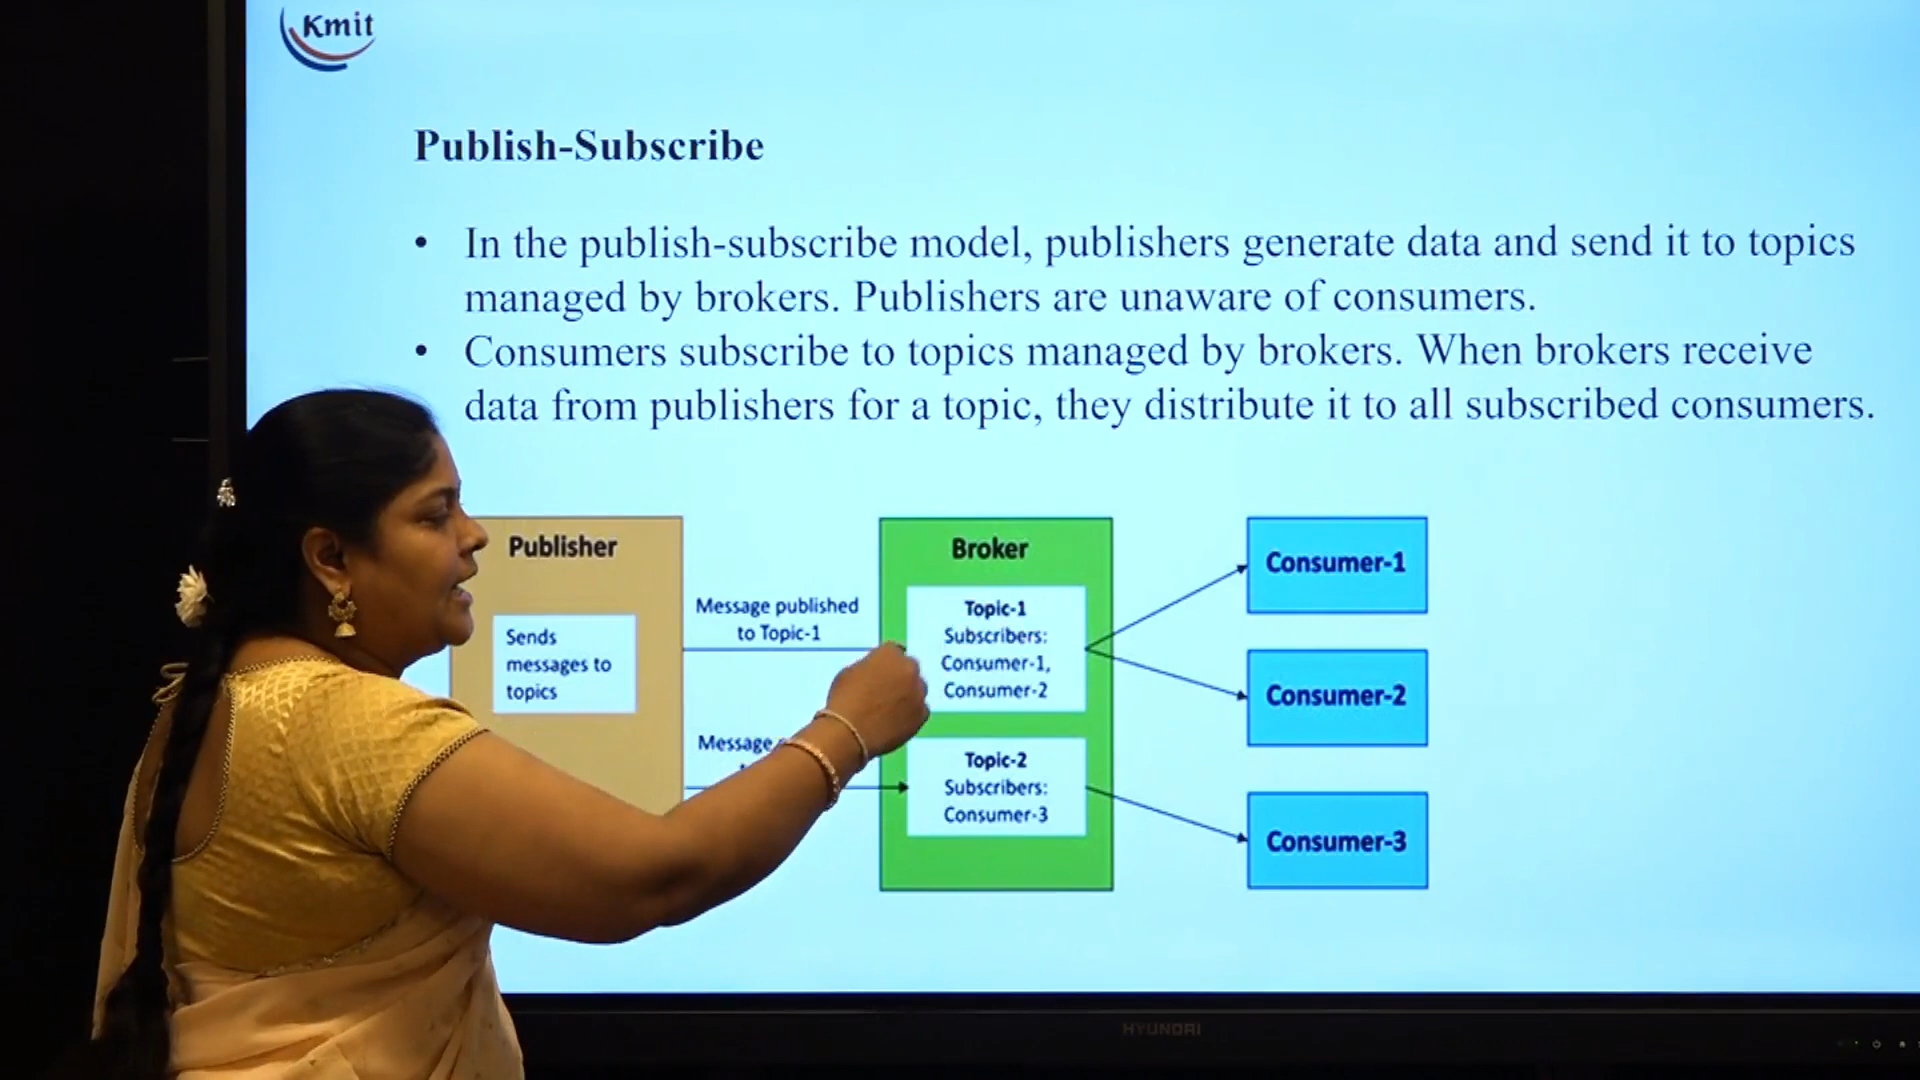 Kmit
Publish-Subscribe
• In the publish-subscribe model, publishers generate data and send it to topics
managed by brokers. Publishers are unaware of consumers.
• Consumers subscribe to topics managed by brokers. When brokers receive
data from publishers for a topic, they distribute it to all subscribed consumers.
Publisher
Sends
messages to
topics
Message published
to Topic-1
Message
Broker
Topic-1
Subscribers:
Consumer-1,
Consumer-2
Topic-2
Subscribers:
Consumer-3
Consumer-1
Consumer-2
Consumer-3
HYUNDAI